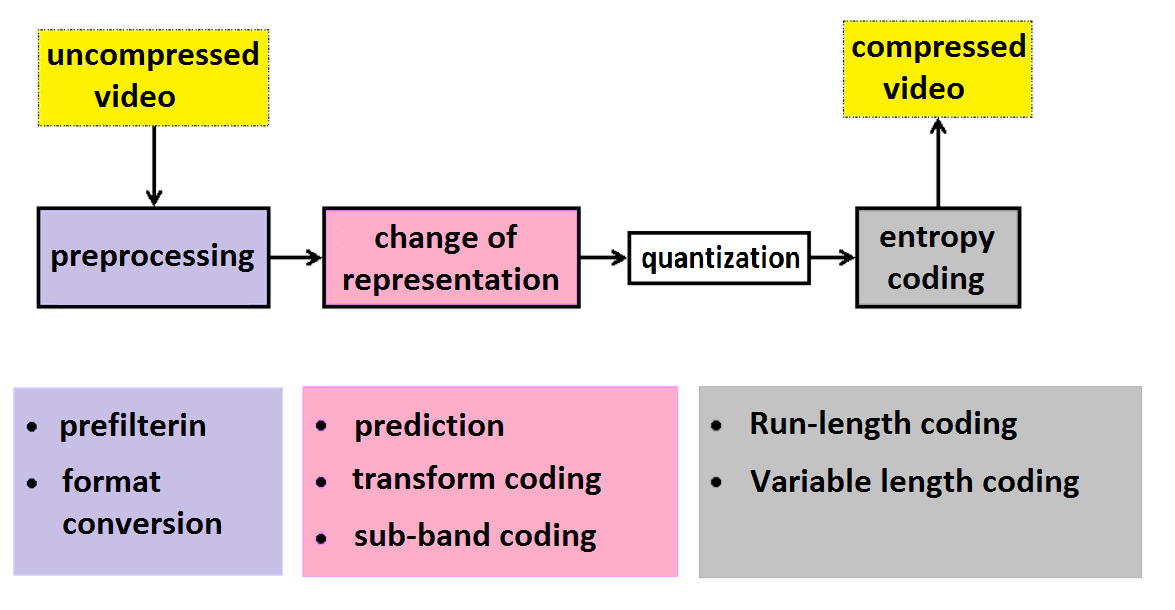 uncompressed
video
compressed
video
preprocessing
change of
representation
quantization
entropy
coding
• prefilterin
• format
conversion
• prediction
• transform coding
• sub-band coding
• Run-length coding
• Variable length coding